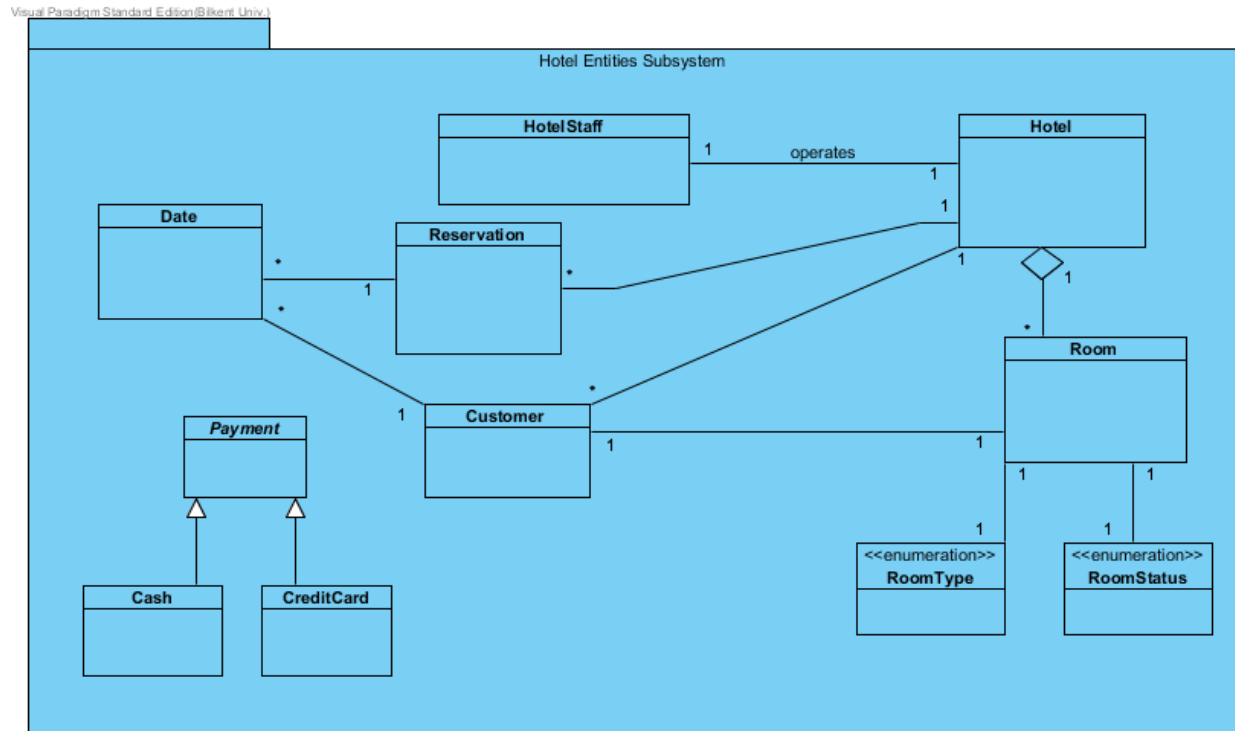 Visual Paradigm Standard Edition(Bilkent Univ.)
Hotel Entities Subsystem
HotelStaff
Hotel
1
operates
1
Date
Reservation
1
*
1
*
1
*
1
1
*
*
Room
*
1
Customer
1
1
Payment
1
1
1
1
<<enumeration>>
RoomType
<<enumeration>>
RoomStatus
Cash
CreditCard